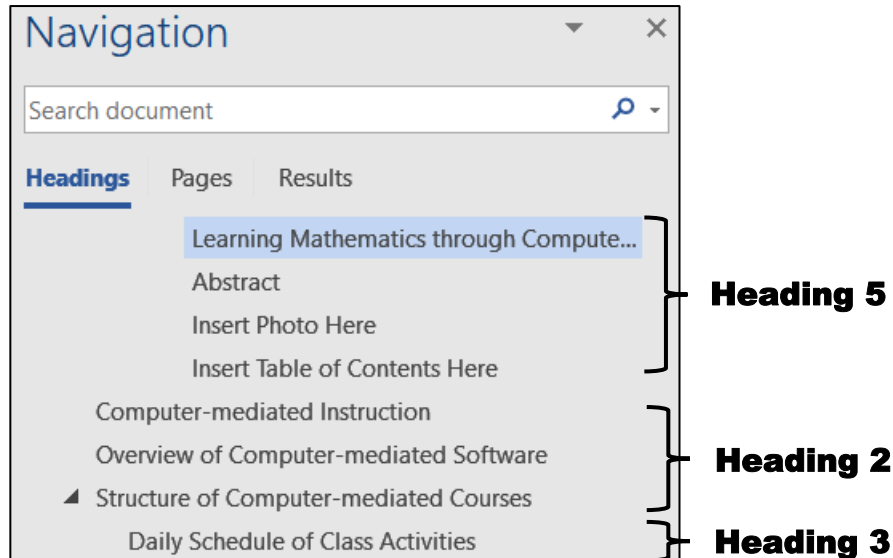 Navigation
Search document
Headings Pages Results
Learning Mathematics through Compute...
Abstract
Insert Photo Here
Insert Table of Contents Here
Heading 5
Computer-mediated Instruction
Overview of Computer-mediated Software
Structure of Computer-mediated Courses
Heading 2
Daily Schedule of Class Activities
Heading 3